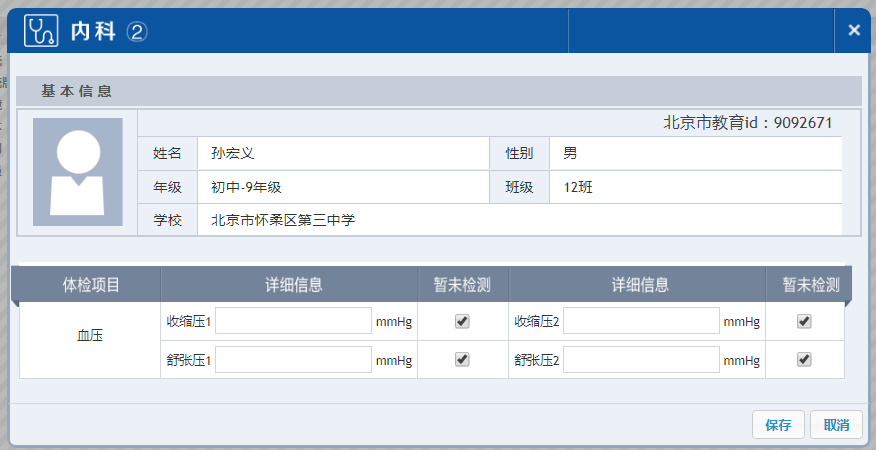 内科 ②
基本信息
北京市教育id：9092671
姓名 孙宏义 性别 男
年级 初中-9年级 班级 12班
学校 北京市怀柔区第三中学
体检项目 详细信息 暂未检测 详细信息 暂未检测
血压
收缩压1 mmHg 收缩压2 mmHg
舒张压1 mmHg 舒张压2 mmHg
保存 取消